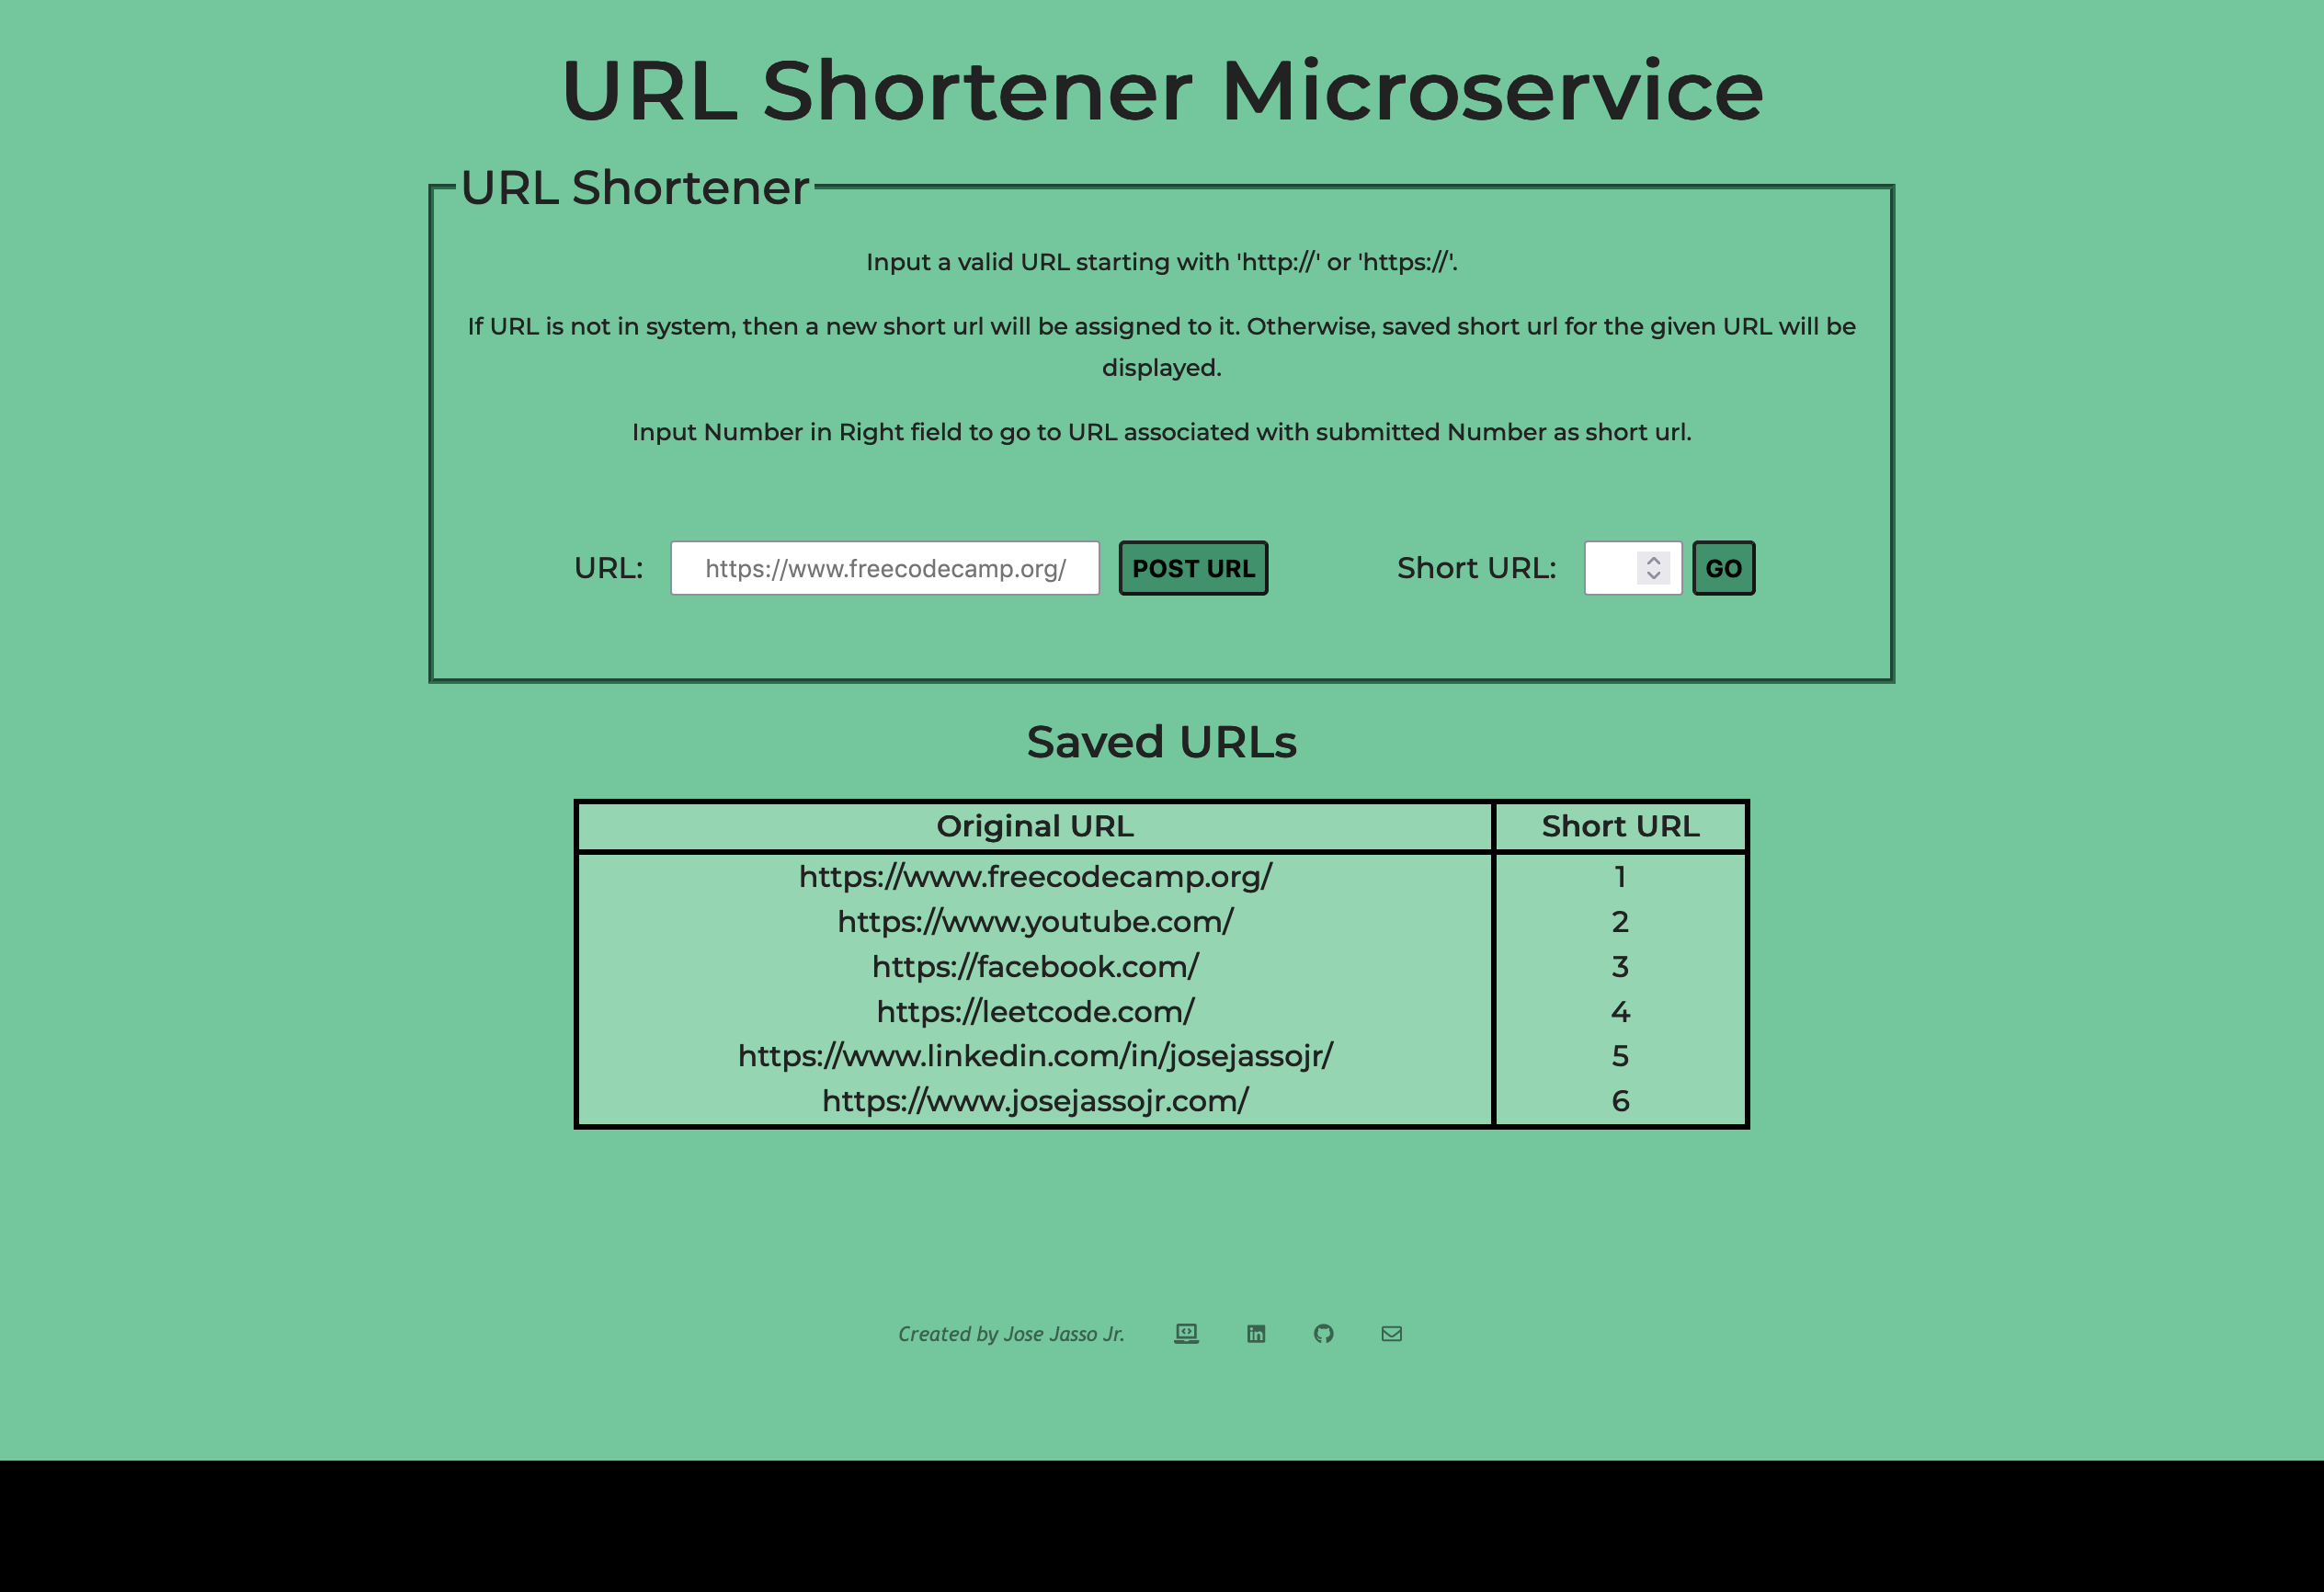 URL Shortener Microservice
URL Shortener
Input a valid URL starting with 'http://' or 'https://'.
If URL is not in system, then a new short url will be assigned to it. Otherwise, saved short url for the given URL will be
displayed.
Input Number in Right field to go to URL associated with submitted Number as short url.
URL: https://www.freecodecamp.org/ POST URL Short URL: GO
Saved URLs
Original URL Short URL
https://www.freecodecamp.org/ 1
https://www.youtube.com/ 2
https://facebook.com/ 3
https://leetcode.com/ 4
https://www.linkedin.com/in/josejassojr/ 5
https://www.josejassojr.com/ 6
Created by Jose Jasso Jr.